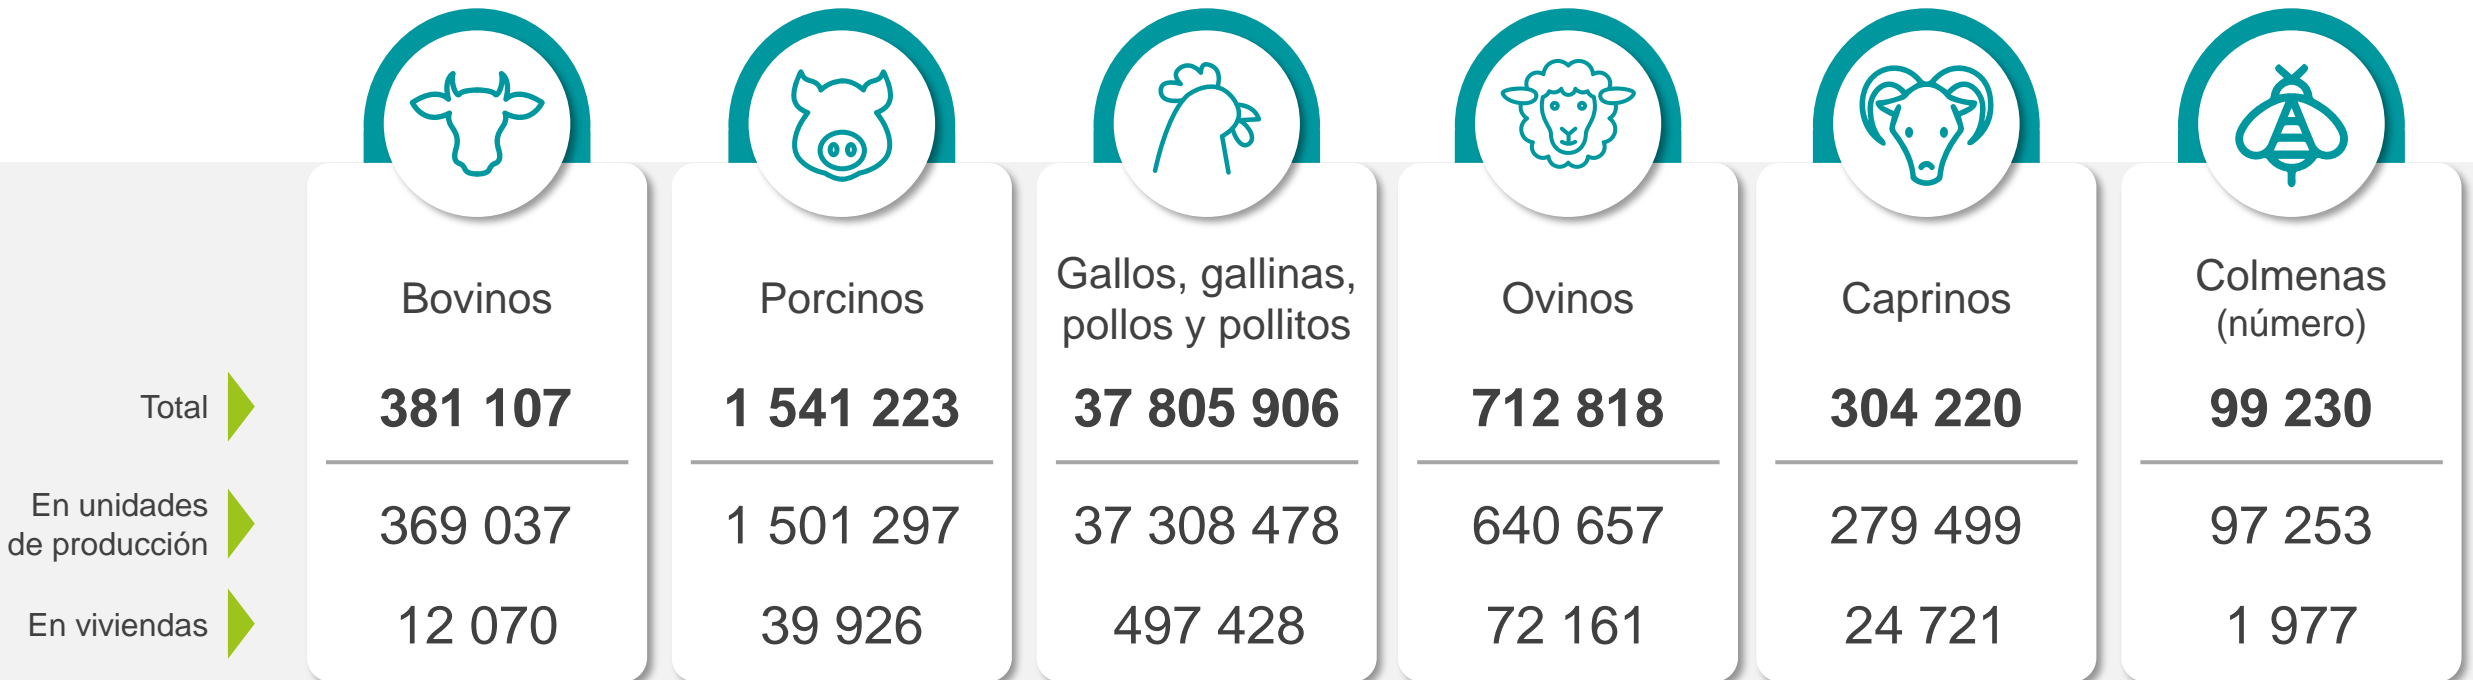 Bovinos
Porcinos
Gallos, gallinas,
pollos y pollitos
Ovinos
Caprinos
Colmenas
(número)
Total
381 107
1 541 223
37 805 906
712 818
304 220
99 230
En unidades
de producción
369 037
1 501 297
37 308 478
640 657
279 499
97 253
En viviendas
12 070
39 926
497 428
72 161
24 721
1 977